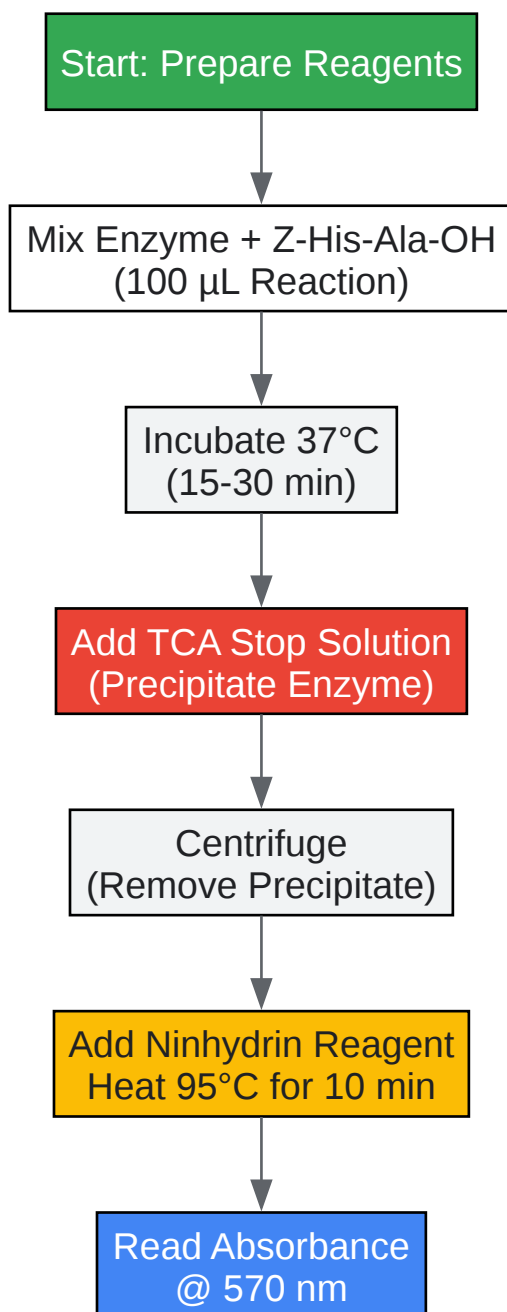 Start: Prepare Reagents
Mix Enzyme + Z-His-Ala-OH
(100 µL Reaction)
Incubate 37°C
(15-30 min)
Add TCA Stop Solution
(Precipitate Enzyme)
Centrifuge
(Remove Precipitate)
Add Ninhydrin Reagent
Heat 95°C for 10 min
Read Absorbance
@ 570 nm